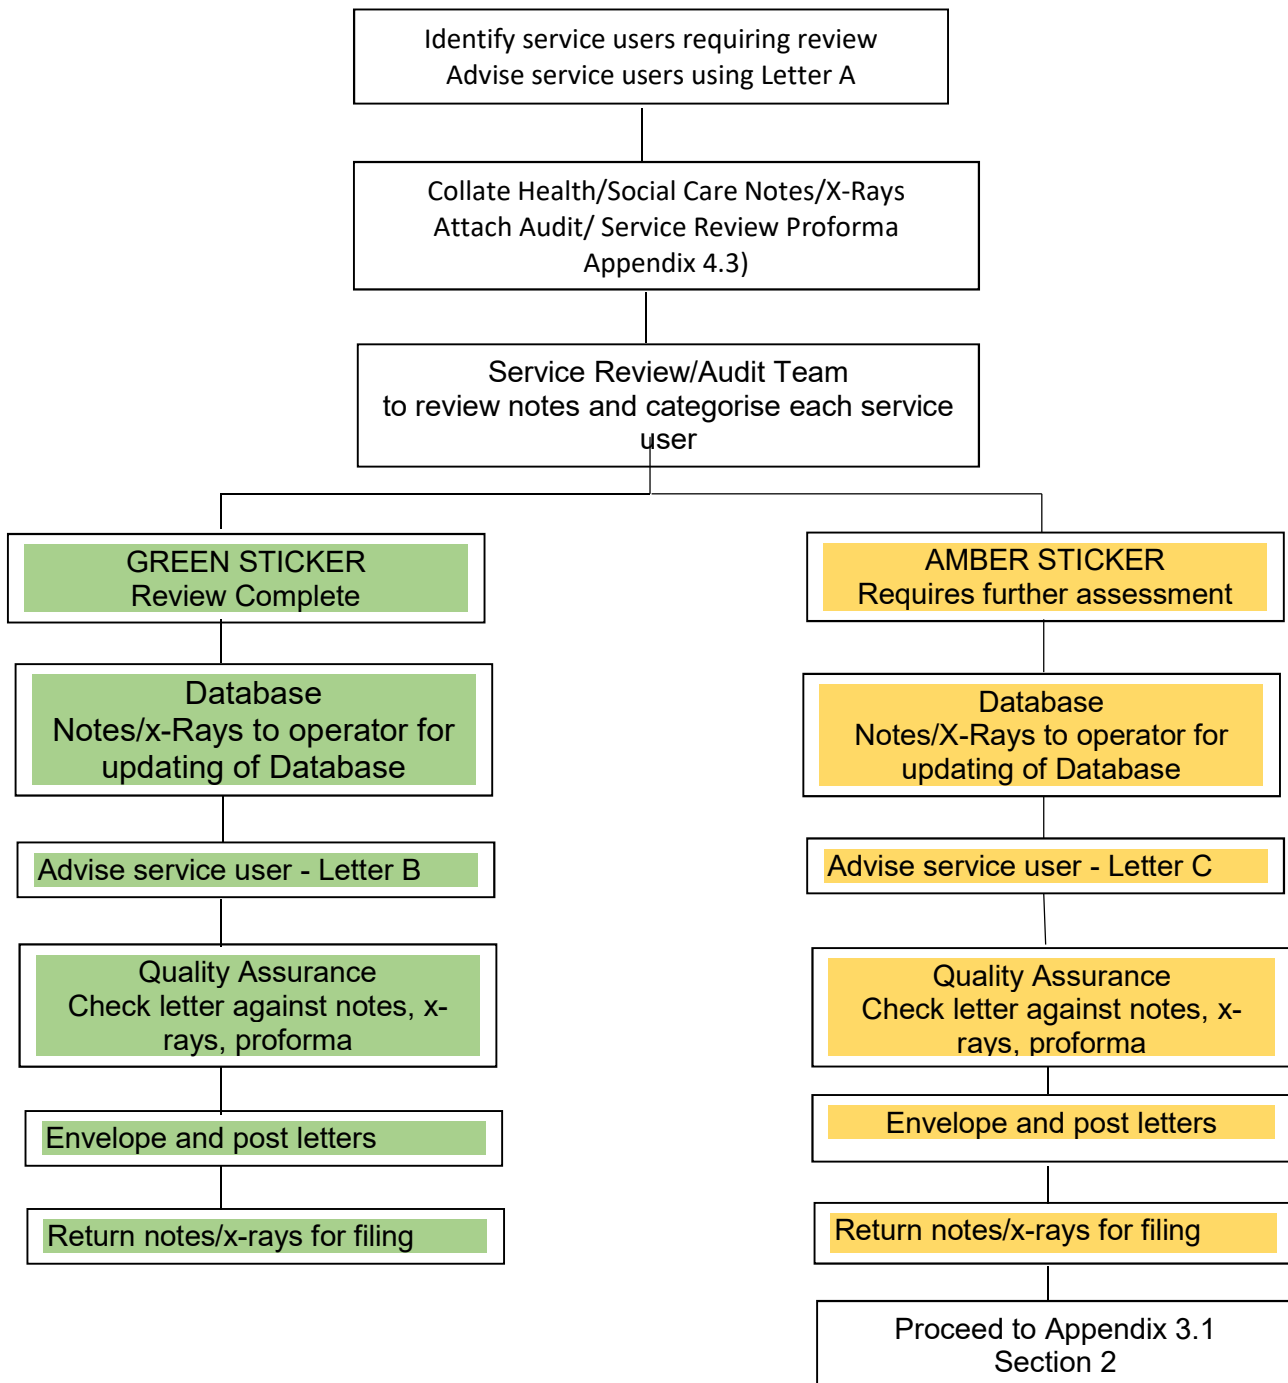 Identify service users requiring review
Advise service users using Letter A
Collate Health/Social Care Notes/X-Rays
Attach Audit/ Service Review Proforma
Appendix 4.3)
Service Review/Audit Team
to review notes and categorise each service
user
GREEN STICKER
Review Complete
Database
Notes/x-Rays to operator for
updating of Database
Advise service user - Letter B
Quality Assurance
Check letter against notes, x-
rays, proforma
Envelope and post letters
Return notes/x-rays for filing
AMBER STICKER
Requires further assessment
Database
Notes/X-Rays to operator for
updating of Database
Advise service user - Letter C
Quality Assurance
Check letter against notes, x-
rays, proforma
Envelope and post letters
Return notes/x-rays for filing
Proceed to Appendix 3.1
Section 2